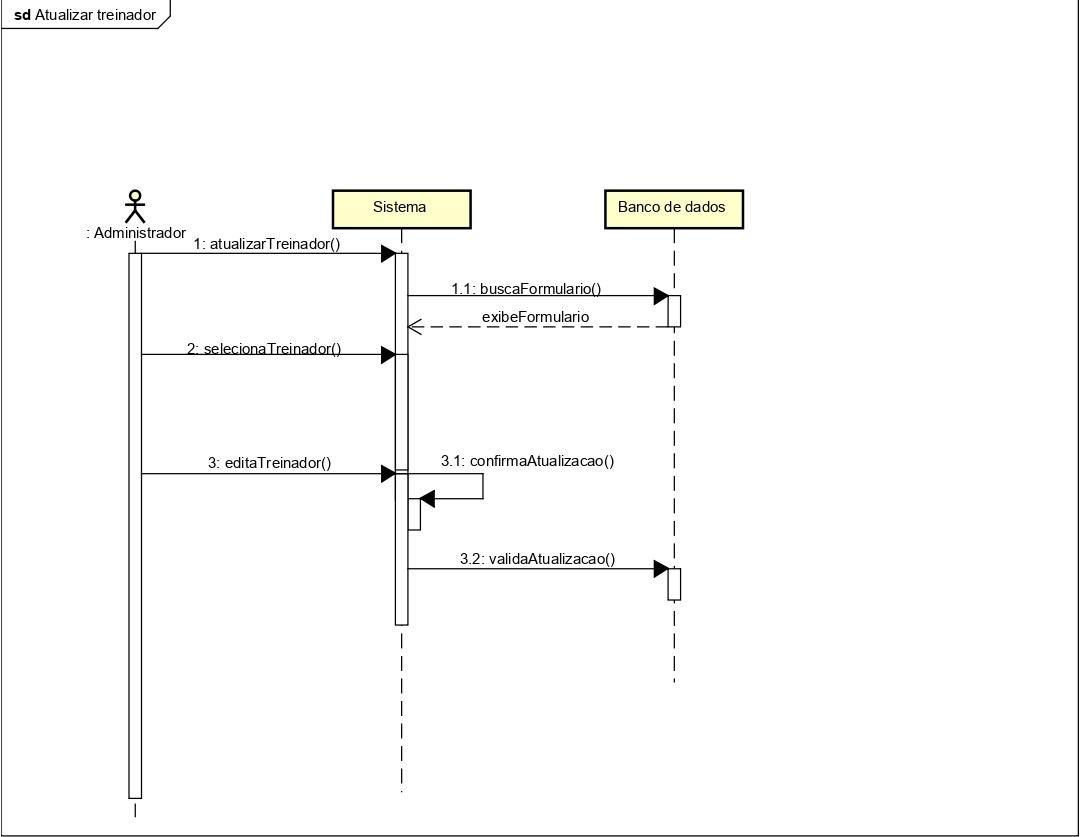 sd Atualizar treinador
Sistema
Banco de dados
: Administrador
1: atualizarTreinador()
1.1: buscaFormulario()
exibeFormulario
2: selecionaTreinador()
3: editaTreinador()
3.1: confirmaAtualizacao()
3.2: validaAtualizacao()